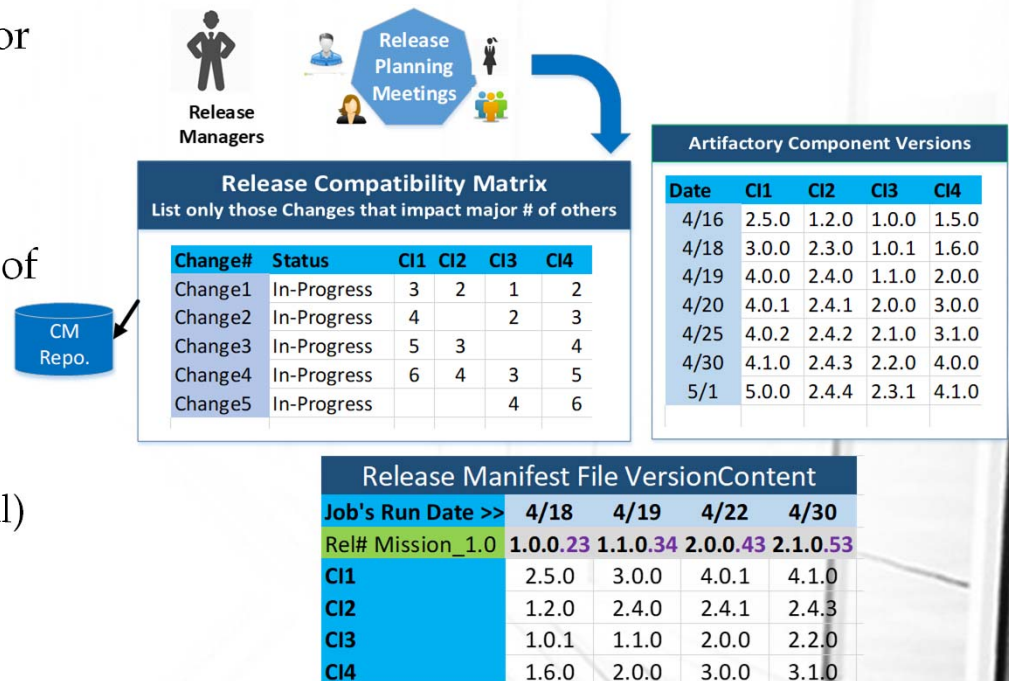 or
of
l)
Release
Managers
Release
Planning
Meetings
CM
Repo.
Release Compatibility Matrix
List only those Changes that impact major # of others
Change# Status CI1 CI2 CI3 CI4
Change1 In-Progress 3 2 1 2
Change2 In-Progress 4 2 3
Change3 In-Progress 5 3 4
Change4 In-Progress 6 4 3 5
Change5 In-Progress 4 6
Artifactory Component Versions
Date CI1 CI2 CI3 CI4
4/16 2.5.0 1.2.0 1.0.0 1.5.0
4/18 3.0.0 2.3.0 1.0.1 1.6.0
4/19 4.0.0 2.4.0 1.1.0 2.0.0
4/20 4.0.1 2.4.1 2.0.0 3.0.0
4/25 4.0.2 2.4.2 2.1.0 3.1.0
4/30 4.1.0 2.4.3 2.2.0 4.0.0
5/1 5.0.0 2.4.4 2.3.1 4.1.0
Release Manifest File VersionContent
Job's Run Date >> 4/18 4/19 4/22 4/30
Rel# Mission_1.0 1.0.0.23 1.1.0.34 2.0.0.43 2.1.0.53
CI1 2.5.0 3.0.0 4.0.1 4.1.0
CI2 1.2.0 2.4.0 2.4.1 2.4.3
CI3 1.0.1 1.1.0 2.0.0 2.2.0
CI4 1.6.0 2.0.0 3.0.0 3.1.0